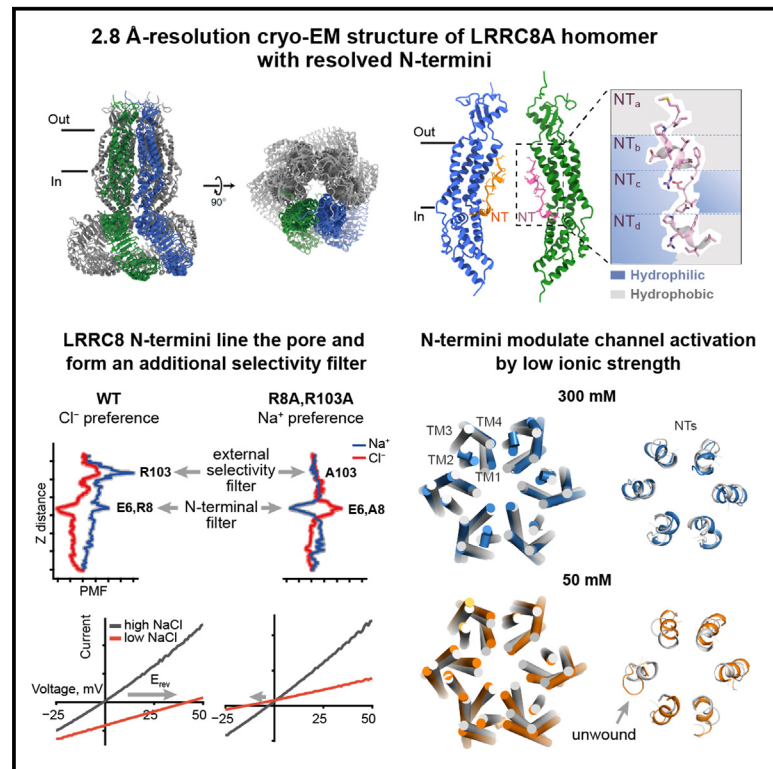 2.8 Å-resolution cryo-EM structure of LRRC8A homomer
with resolved N-termini
Out
In
90°
Out
In
NT
NT
NTa
NTb
NTc
NTd
Hydrophilic
Hydrophobic
LRRC8 N-termini line the pore and
form an additional selectivity filter
WT
Cl⁻ preference
R8A,R103A
Na⁺ preference
Na⁺
Cl⁻
Z distance
R103
external
selectivity
filter
A103
E6,R8
N-terminal
filter
E6,A8
PMF
Current
high NaCl
low NaCl
Voltage, mV
Erev
−25
25
50
−25
25
50
N-termini modulate channel activation
by low ionic strength
300 mM
TM3
TM4
TM2
TM1
NTs
50 mM
unwound